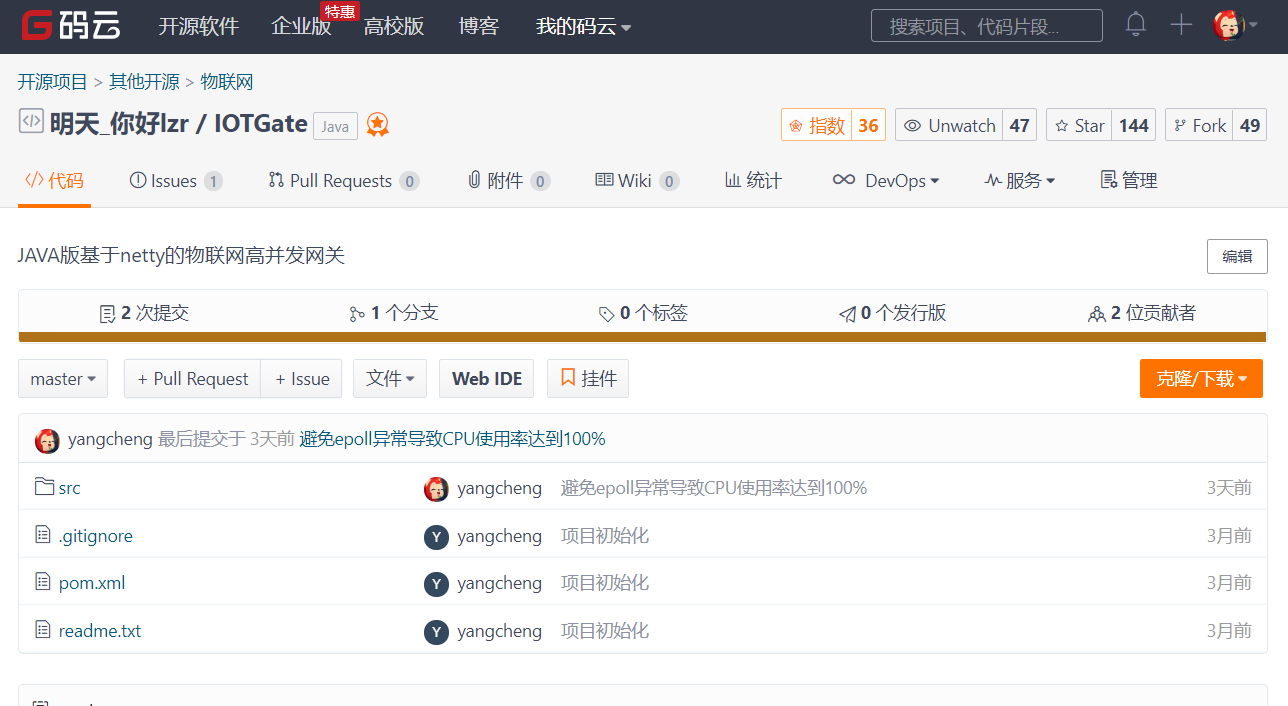 码云 开源软件 企业版 特惠 高校版 博客 我的码云 搜索项目、代码片段...
开源项目 > 其他开源 > 物联网
明天_你好lzr / IOTGate Java 指数 36 Unwatch 47 Star 144 Fork 49
代码 Issues 1 Pull Requests 0 附件 0 Wiki 0 统计 DevOps 服务 管理
JAVA版基于netty的物联网高并发网关 编辑
2 次提交 1 个分支 0 个标签 0 个发行版 2 位贡献者
master + Pull Request + Issue 文件 Web IDE 挂件 克隆/下载
yangcheng 最后提交于 3天前 避免epoll异常导致CPU使用率达到100%
src yangcheng 避免epoll异常导致CPU使用率达到100% 3天前
.gitignore Y yangcheng 项目初始化 3月前
pom.xml Y yangcheng 项目初始化 3月前
readme.txt Y yangcheng 项目初始化 3月前